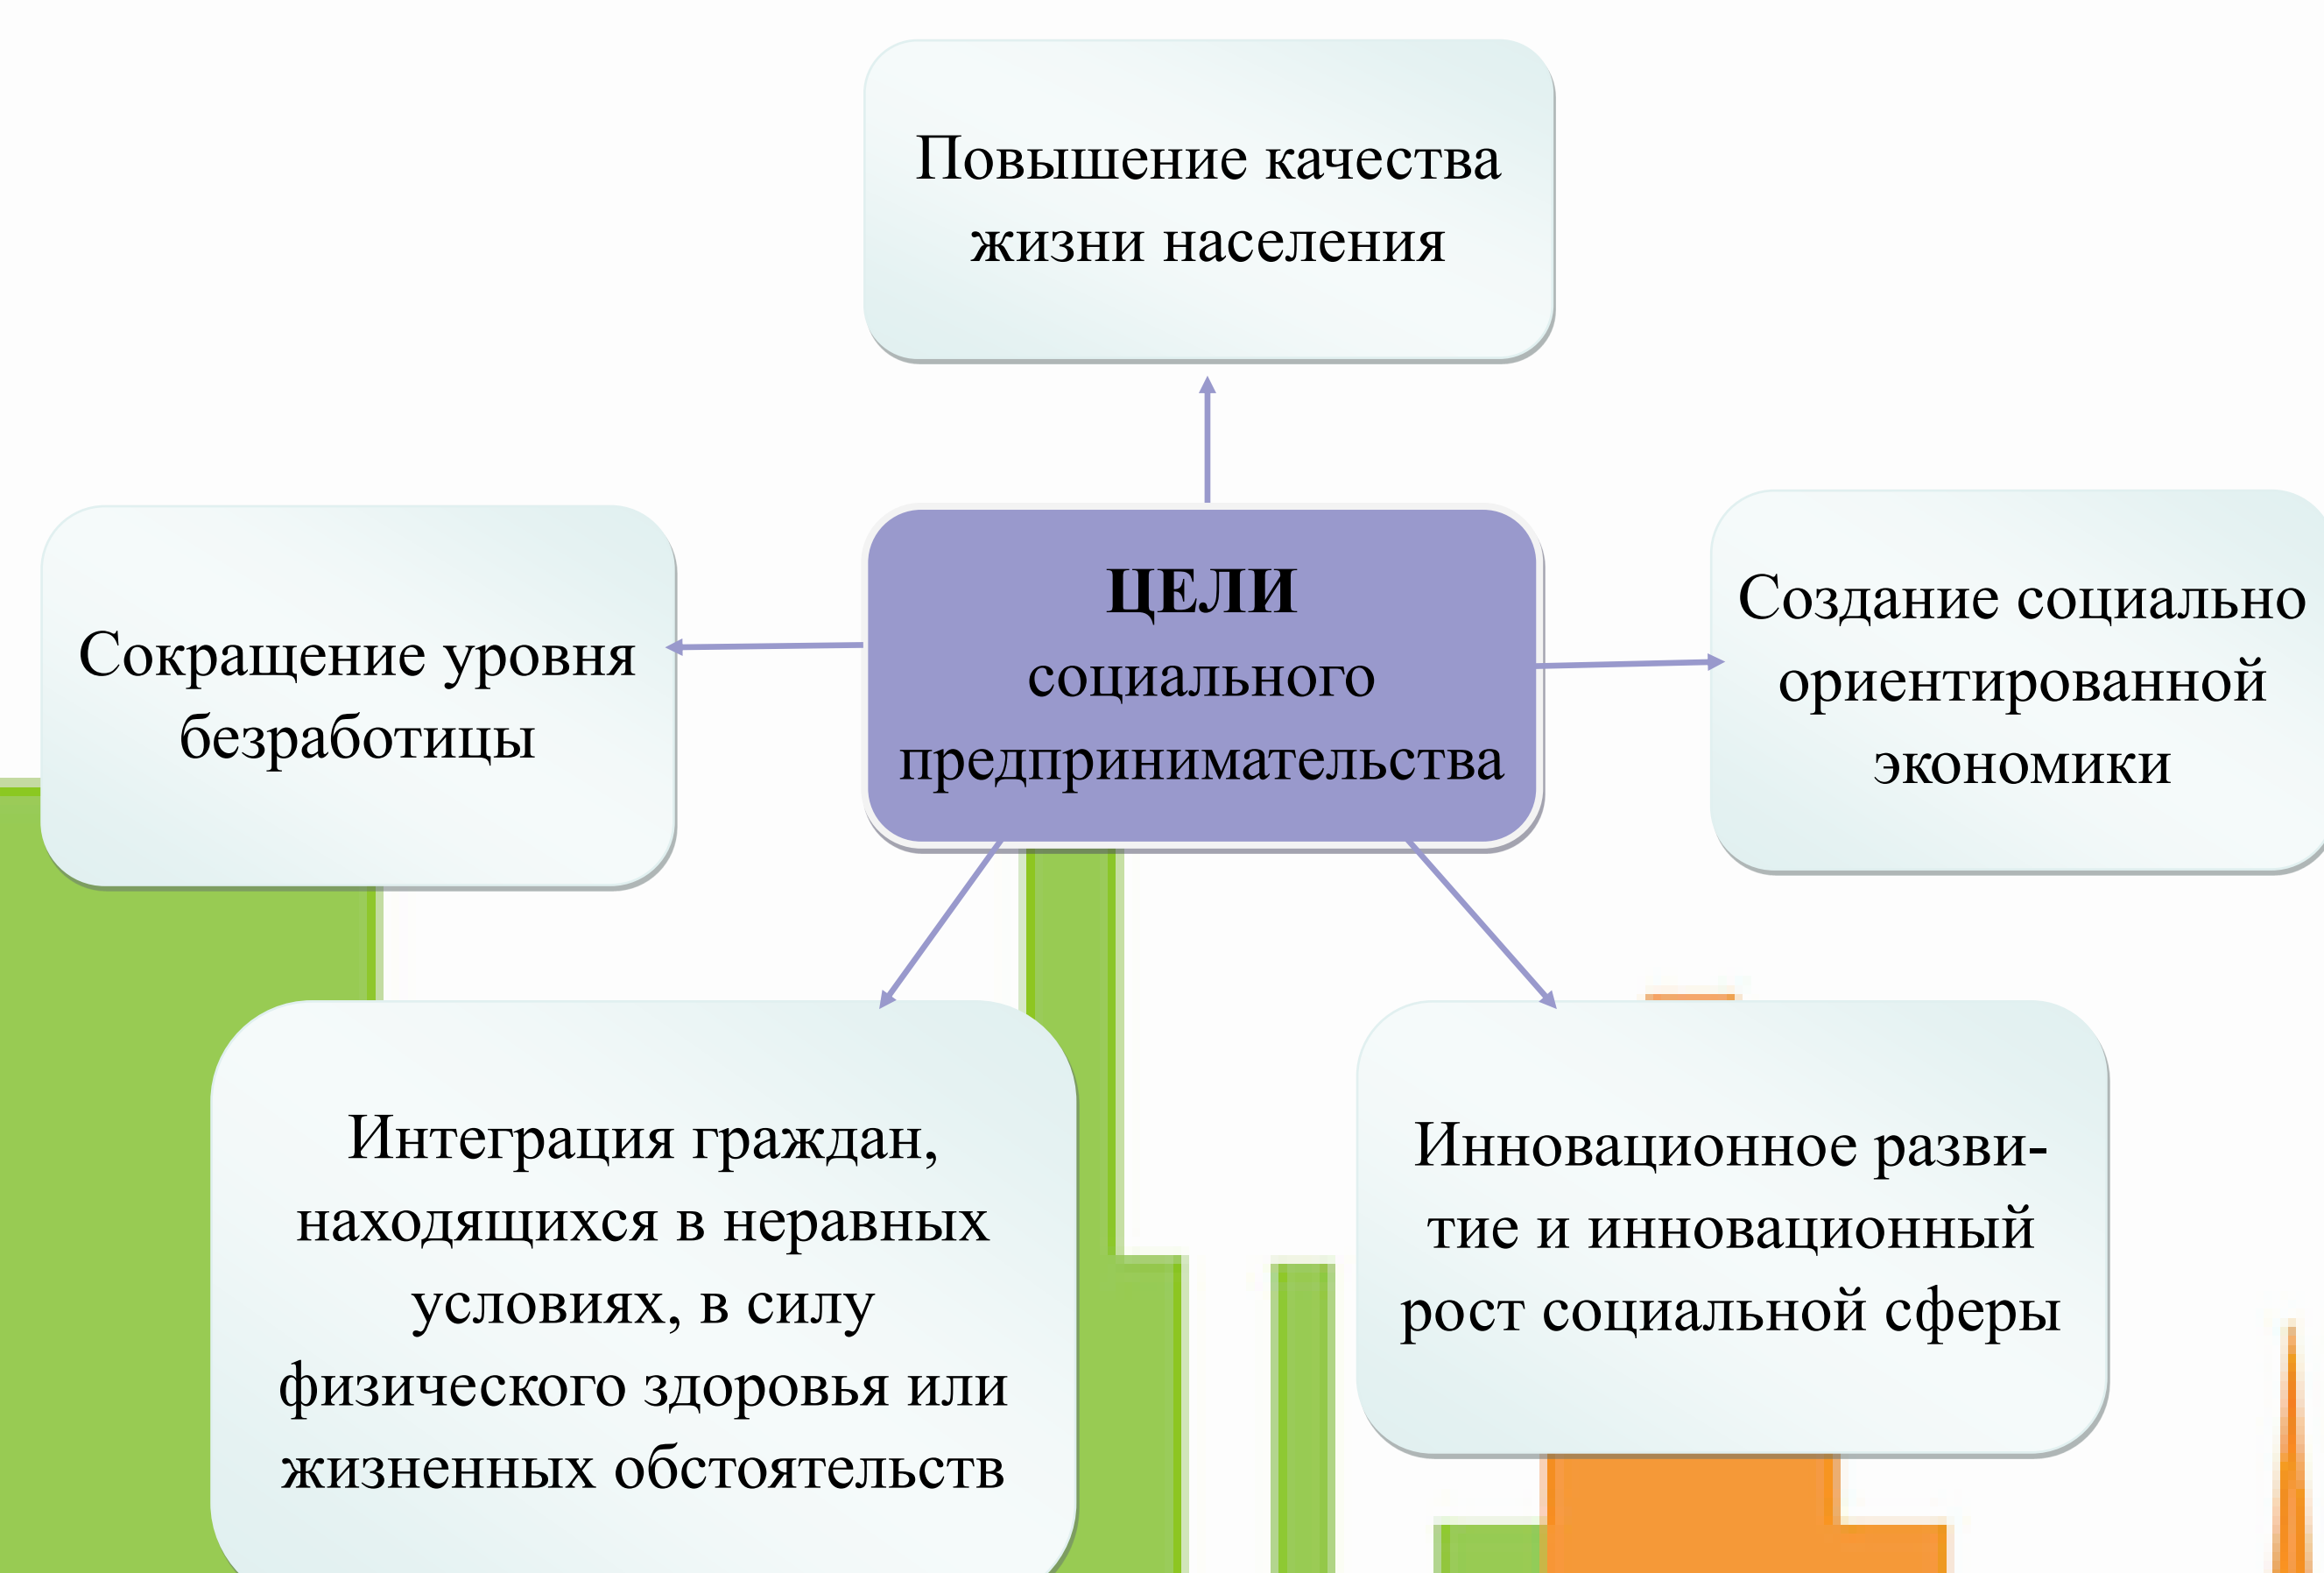 Повышение качества
жизни населения
Сокращение уровня
безработицы
ЦЕЛИ
социального
предпринимательства
Создание социально
ориентированной
экономики
Интеграция граждан,
находящихся в неравных
условиях, в силу
физического здоровья или
жизненных обстоятельств
Инновационное разви-
тие и инновационный
рост социальной сферы